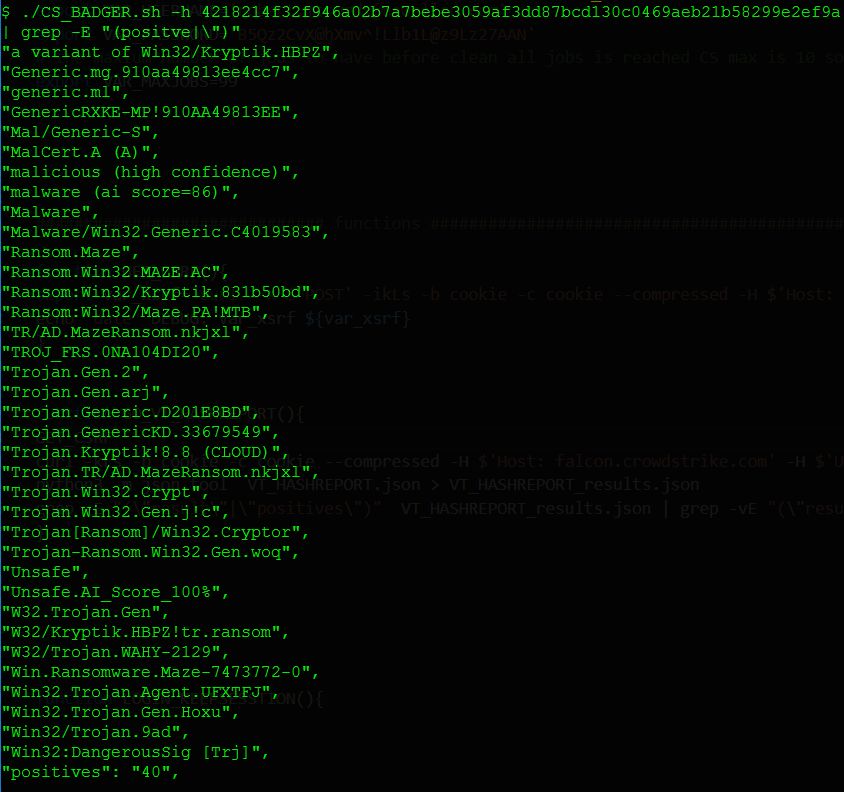 $ ./CS_BADGER.sh -h 4218214f32f946a02b7a7bebe3059af3dd87bcd130c0469aeb21b58299e2ef9a
| grep -E "(positve|\")"
"a variant of Win32/Kryptik.HBPZ",
"Generic.mg.910aa49813ee4cc7",
"generic.ml",
"GenericRXKE-MP!910AA49813EE",
"Mal/Generic-S",
"MalCert.A (A)",
"malicious (high confidence)",
"malware (ai score=86)",
"Malware",
"Malware/Win32.Generic.C4019583",
"Ransom.Maze",
"Ransom.Win32.MAZE.AC",
"Ransom:Win32/Kryptik.831b50bd",
"Ransom:Win32/Maze.PA!MTB",
"TR/AD.MazeRansom.nkjxl",
"TROJ_FRS.0NA104DI20",
"Trojan.Gen.2",
"Trojan.Gen.arj",
"Trojan.Generic.D201E8BD",
"Trojan.GenericKD.33679549",
"Trojan.Kryptik!8.8 (CLOUD)",
"Trojan.TR/AD.MazeRansom.nkjxl",
"Trojan.Win32.Crypt",
"Trojan.Win32.Gen.j!c",
"Trojan[Ransom]/Win32.Cryptor",
"Trojan-Ransom.Win32.Gen.woq",
"Unsafe",
"Unsafe.AI_Score_100%",
"W32.Trojan.Gen",
"W32/Kryptik.HBPZ!tr.ransom",
"W32/Trojan.WAHY-2129",
"Win.Ransomware.Maze-7473772-0",
"Win32.Trojan.Agent.UFXTFJ",
"Win32.Trojan.Gen.Hoxu",
"Win32/Trojan.9ad",
"Win32:DangerousSig [Trj]",
"positives": "40",